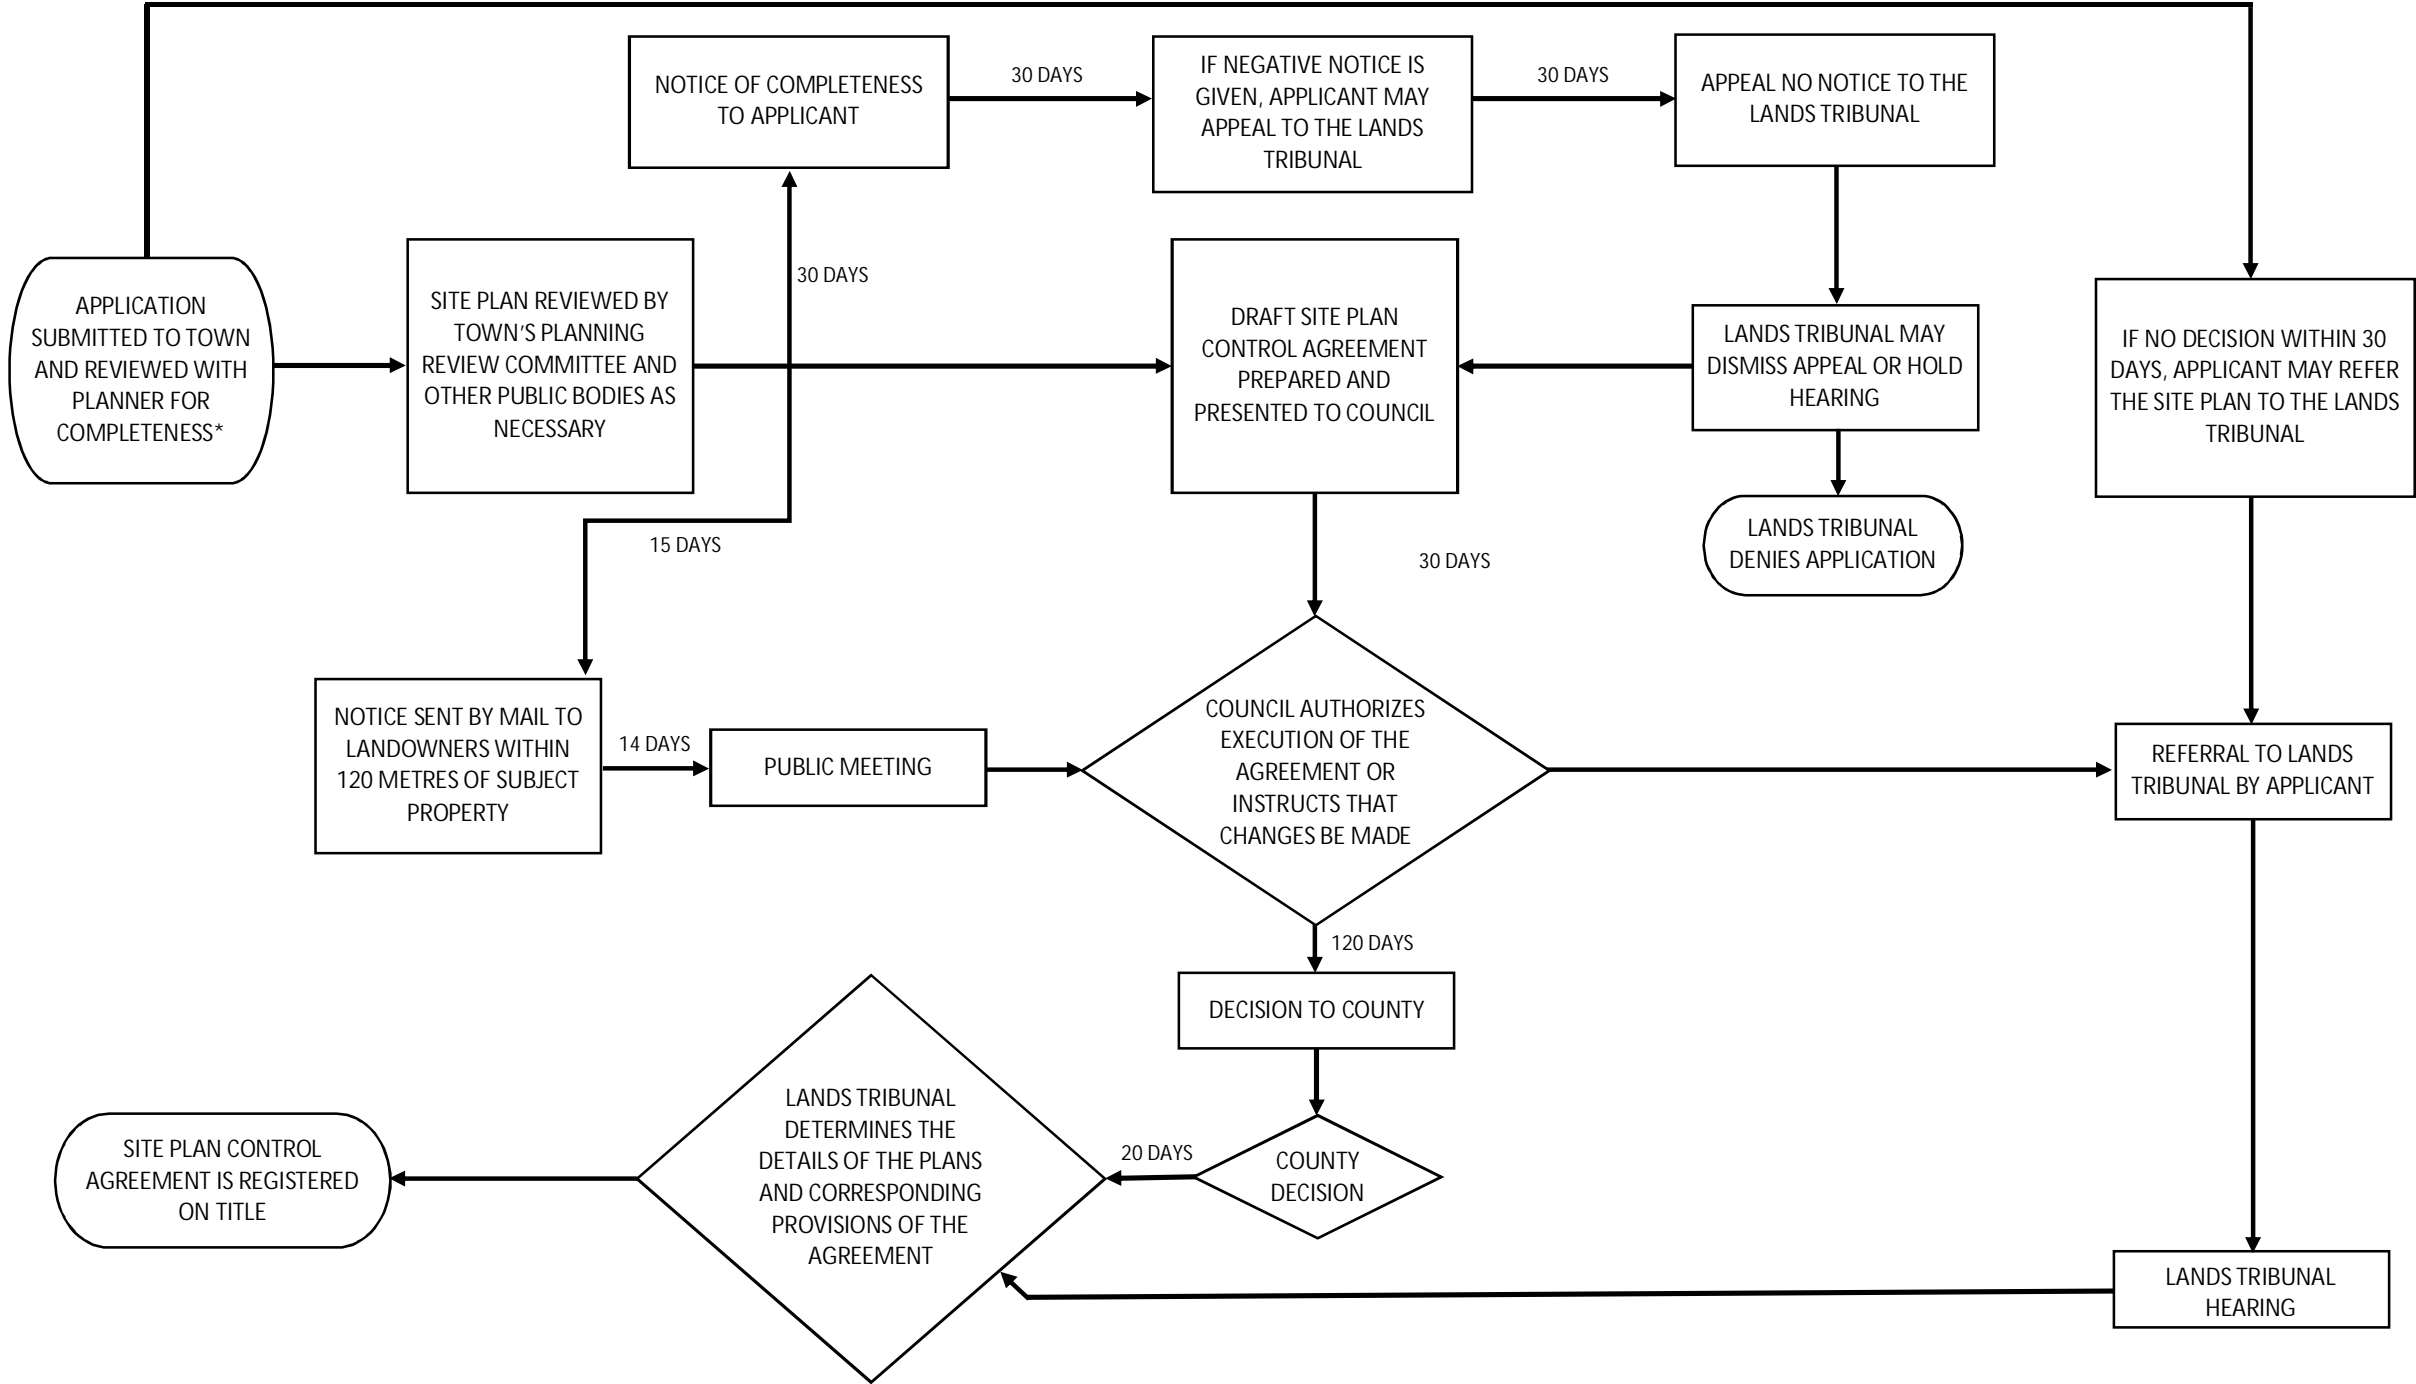 NOTICE OF COMPLETENESS
TO APPLICANT
30 DAYS
IF NEGATIVE NOTICE IS
GIVEN, APPLICANT MAY
APPEAL TO THE LANDS
TRIBUNAL
30 DAYS
APPEAL NO NOTICE TO THE
LANDS TRIBUNAL
APPLICATION
SUBMITTED TO TOWN
AND REVIEWED WITH
PLANNER FOR
COMPLETENESS*
SITE PLAN REVIEWED BY
TOWN'S PLANNING
REVIEW COMMITTEE AND
OTHER PUBLIC BODIES AS
NECESSARY
30 DAYS
DRAFT SITE PLAN
CONTROL AGREEMENT
PREPARED AND
PRESENTED TO COUNCIL
LANDS TRIBUNAL MAY
DISMISS APPEAL OR HOLD
HEARING
IF NO DECISION WITHIN 30
DAYS, APPLICANT MAY REFER
THE SITE PLAN TO THE LANDS
TRIBUNAL
15 DAYS
30 DAYS
LANDS TRIBUNAL
DENIES APPLICATION
NOTICE SENT BY MAIL TO
LANDOWNERS WITHIN
120 METRES OF SUBJECT
PROPERTY
14 DAYS
PUBLIC MEETING
COUNCIL AUTHORIZES
EXECUTION OF THE
AGREEMENT OR
INSTRUCTS THAT
CHANGES BE MADE
REFERRAL TO LANDS
TRIBUNAL BY APPLICANT
120 DAYS
DECISION TO COUNTY
SITE PLAN CONTROL
AGREEMENT IS REGISTERED
ON TITLE
LANDS TRIBUNAL
DETERMINES THE
DETAILS OF THE PLANS
AND CORRESPONDING
PROVISIONS OF THE
AGREEMENT
20 DAYS
COUNTY
DECISION
LANDS TRIBUNAL
HEARING